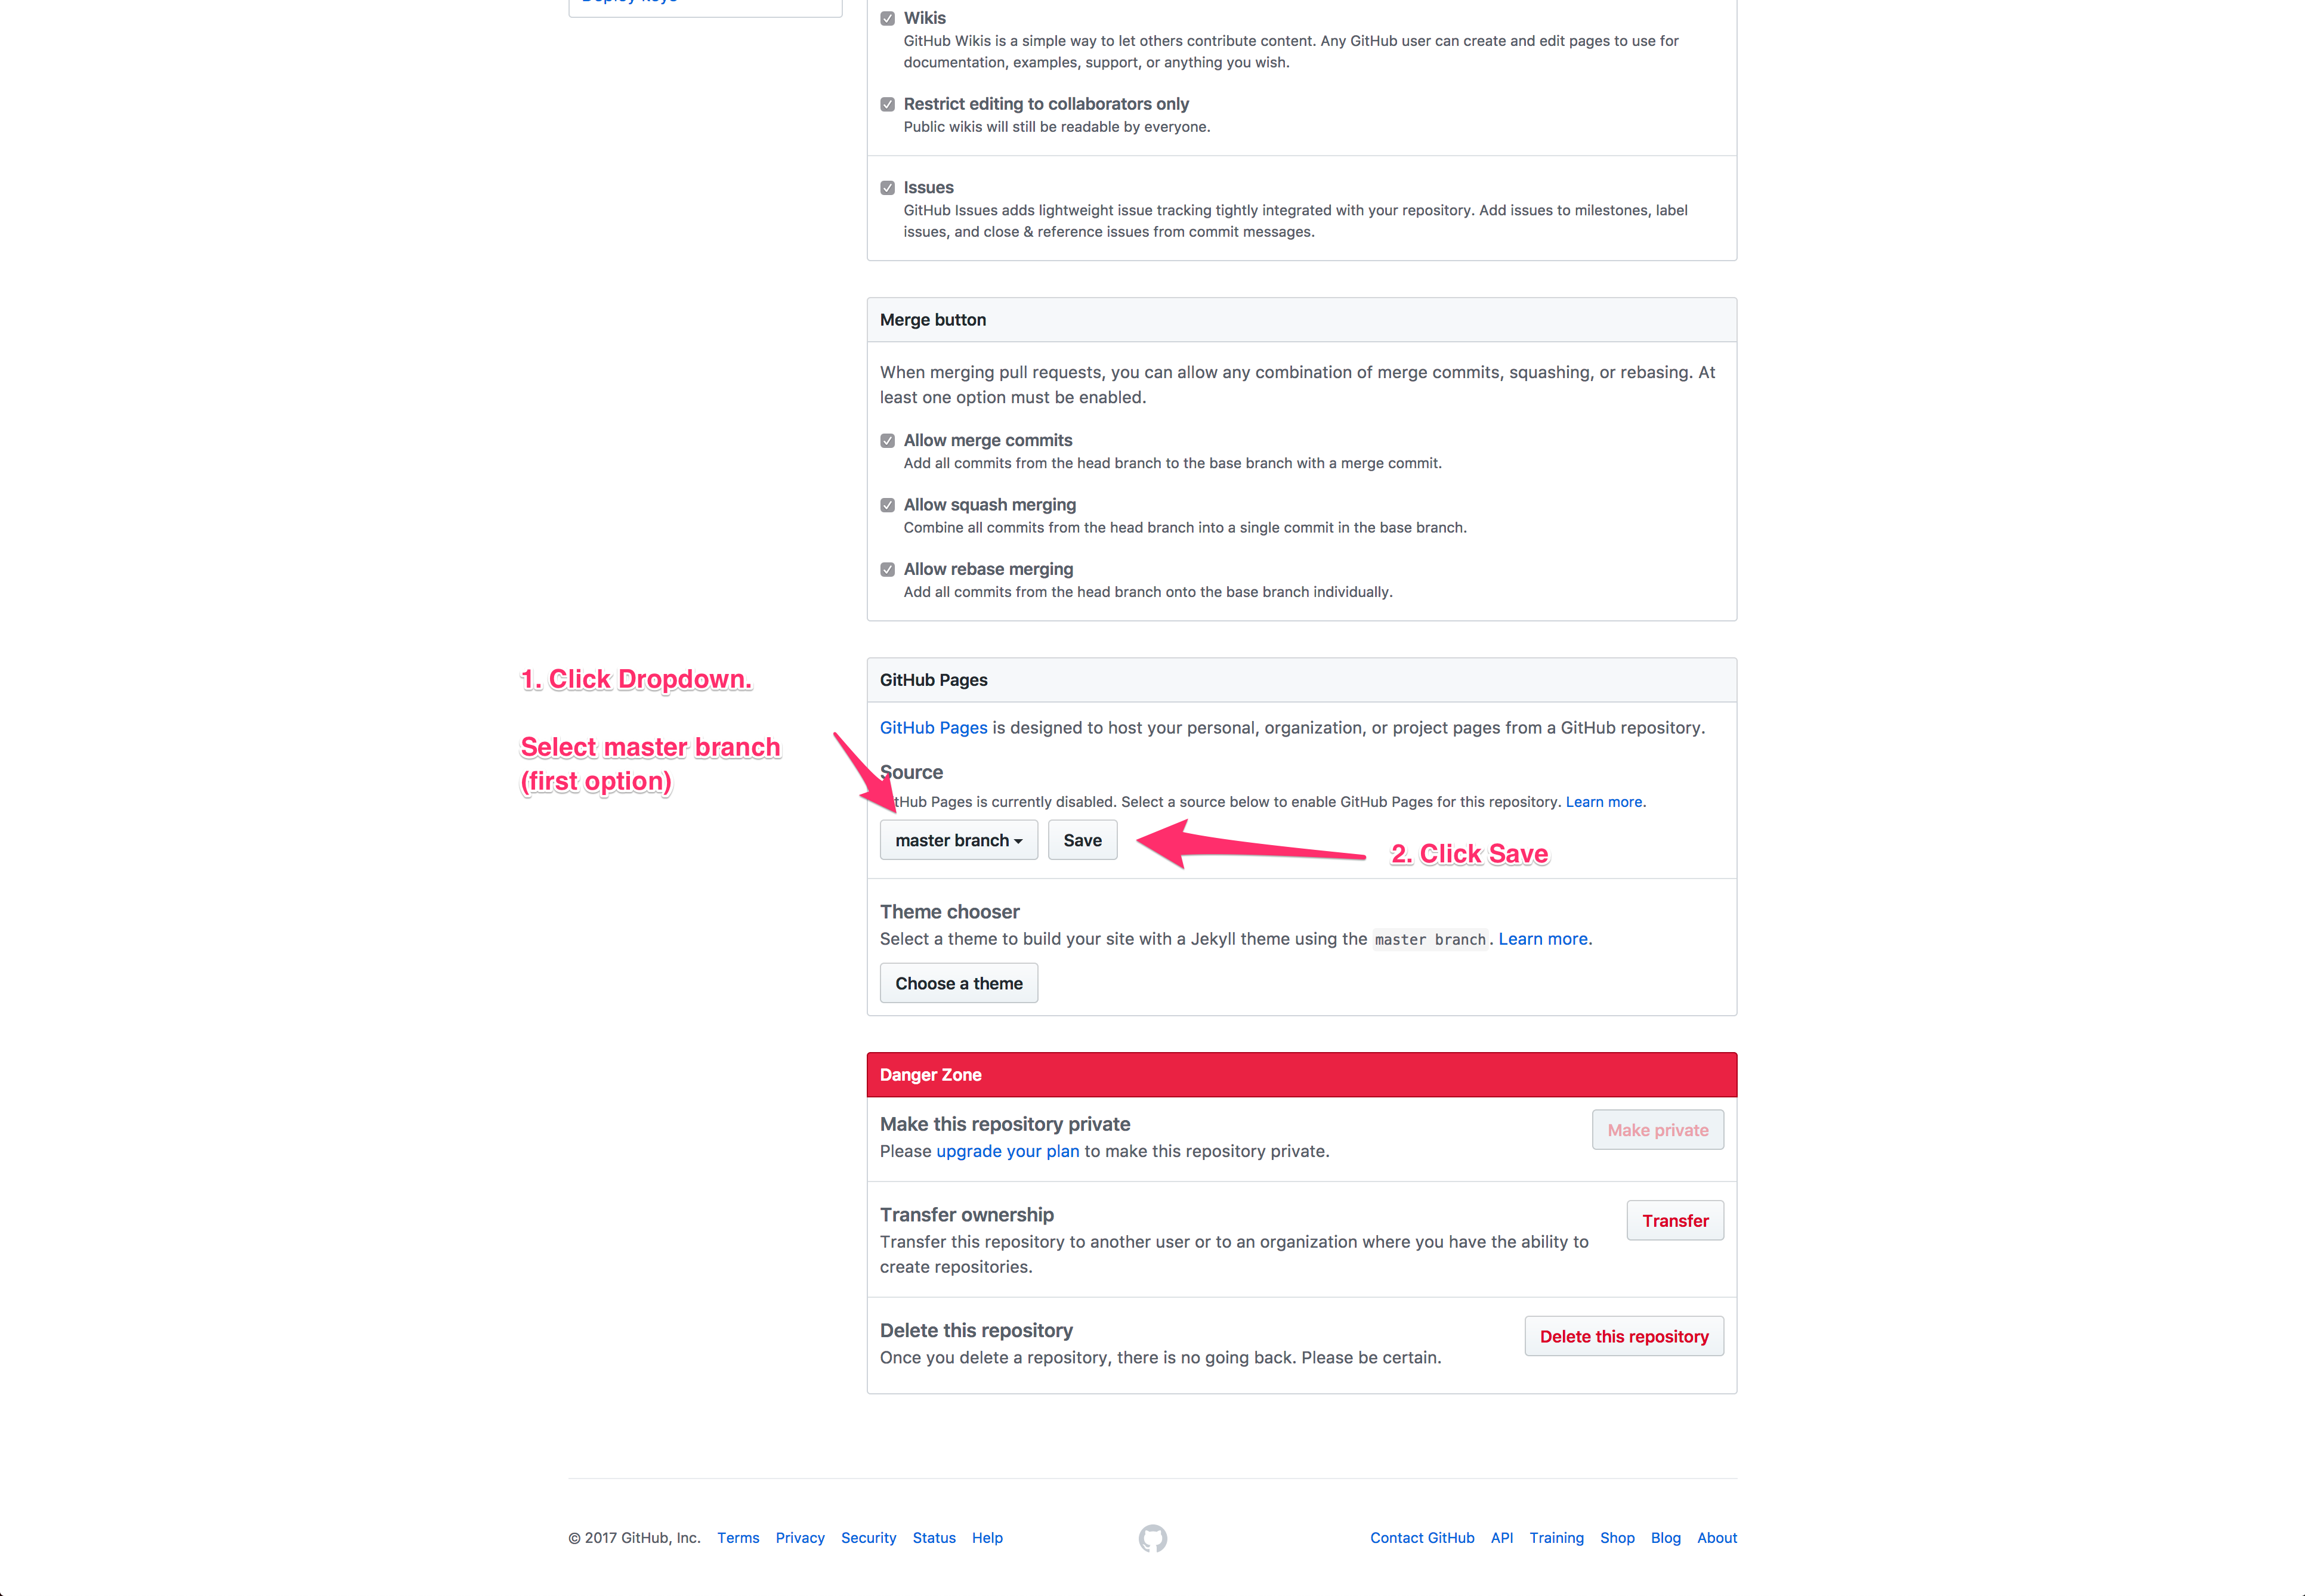 Deploy keys
Wikis
GitHub Wikis is a simple way to let others contribute content. Any GitHub user can create and edit pages to use for
documentation, examples, support, or anything you wish.
Restrict editing to collaborators only
Public wikis will still be readable by everyone.
Issues
GitHub Issues adds lightweight issue tracking tightly integrated with your repository. Add issues to milestones, label
issues, and close & reference issues from commit messages.
Merge button
When merging pull requests, you can allow any combination of merge commits, squashing, or rebasing. At
least one option must be enabled.
Allow merge commits
Add all commits from the head branch to the base branch with a merge commit.
Allow squash merging
Combine all commits from the head branch into a single commit in the base branch.
Allow rebase merging
Add all commits from the head branch onto the base branch individually.
1. Click Dropdown.
Select master branch
(first option)
GitHub Pages
GitHub Pages is designed to host your personal, organization, or project pages from a GitHub repository.
Source
GitHub Pages is currently disabled. Select a source below to enable GitHub Pages for this repository. Learn more.
master branch Save
2. Click Save
Theme chooser
Select a theme to build your site with a Jekyll theme using the master branch. Learn more.
Choose a theme
Danger Zone
Make this repository private
Please upgrade your plan to make this repository private.
Make private
Transfer ownership
Transfer this repository to another user or to an organization where you have the ability to
create repositories.
Transfer
Delete this repository
Once you delete a repository, there is no going back. Please be certain.
Delete this repository
© 2017 GitHub, Inc. Terms Privacy Security Status Help
Contact GitHub API Training Shop Blog About